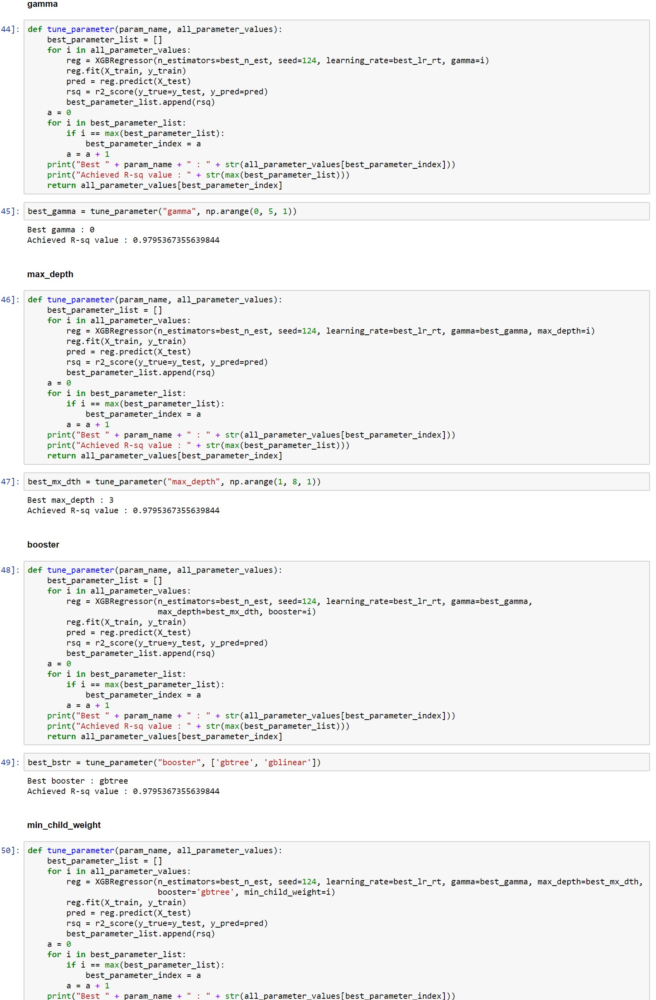 gamma
44]: def tune_parameter(param_name, all_parameter_values):
    best_parameter_list = []
    for i in all_parameter_values:
        reg = XGBRegressor(n_estimators=best_n_est, seed=124, learning_rate=best_lr_rt, gamma=i)
        reg.fit(X_train, y_train)
        pred = reg.predict(X_test)
        rsq = r2_score(y_true=y_test, y_pred=pred)
        best_parameter_list.append(rsq)
    a = 0
    for i in best_parameter_list:
        if i == max(best_parameter_list):
            best_parameter_index = a
        a = a + 1
    print("Best " + param_name + " : " + str(all_parameter_values[best_parameter_index]))
    print("Achieved R-sq value : " + str(max(best_parameter_list)))
    return all_parameter_values[best_parameter_index]
45]: best_gamma = tune_parameter("gamma", np.arange(0, 5, 1))
Best gamma : 0
Achieved R-sq value : 0.9795367355639844
max_depth
46]: def tune_parameter(param_name, all_parameter_values):
    best_parameter_list = []
    for i in all_parameter_values:
        reg = XGBRegressor(n_estimators=best_n_est, seed=124, learning_rate=best_lr_rt, gamma=best_gamma, max_depth=i)
        reg.fit(X_train, y_train)
        pred = reg.predict(X_test)
        rsq = r2_score(y_true=y_test, y_pred=pred)
        best_parameter_list.append(rsq)
    a = 0
    for i in best_parameter_list:
        if i == max(best_parameter_list):
            best_parameter_index = a
        a = a + 1
    print("Best " + param_name + " : " + str(all_parameter_values[best_parameter_index]))
    print("Achieved R-sq value : " + str(max(best_parameter_list)))
    return all_parameter_values[best_parameter_index]
47]: best_mx_dth = tune_parameter("max_depth", np.arange(1, 8, 1))
Best max_depth : 3
Achieved R-sq value : 0.9795367355639844
booster
48]: def tune_parameter(param_name, all_parameter_values):
    best_parameter_list = []
    for i in all_parameter_values:
        reg = XGBRegressor(n_estimators=best_n_est, seed=124, learning_rate=best_lr_rt, gamma=best_gamma,
                           max_depth=best_mx_dth, booster=i)
        reg.fit(X_train, y_train)
        pred = reg.predict(X_test)
        rsq = r2_score(y_true=y_test, y_pred=pred)
        best_parameter_list.append(rsq)
    a = 0
    for i in best_parameter_list:
        if i == max(best_parameter_list):
            best_parameter_index = a
        a = a + 1
    print("Best " + param_name + " : " + str(all_parameter_values[best_parameter_index]))
    print("Achieved R-sq value : " + str(max(best_parameter_list)))
    return all_parameter_values[best_parameter_index]
49]: best_bstr = tune_parameter("booster", ['gbtree', 'gblinear'])
Best booster : gbtree
Achieved R-sq value : 0.9795367355639844
min_child_weight
50]: def tune_parameter(param_name, all_parameter_values):
    best_parameter_list = []
    for i in all_parameter_values:
        reg = XGBRegressor(n_estimators=best_n_est, seed=124, learning_rate=best_lr_rt, gamma=best_gamma, max_depth=best_mx_dth,
                           booster='gbtree', min_child_weight=i)
        reg.fit(X_train, y_train)
        pred = reg.predict(X_test)
        rsq = r2_score(y_true=y_test, y_pred=pred)
        best_parameter_list.append(rsq)
    a = 0
    for i in best_parameter_list:
        if i == max(best_parameter_list):
            best_parameter_index = a
        a = a + 1
    print("Best " + param_name + " : " + str(all_parameter_values[best_parameter_index]))